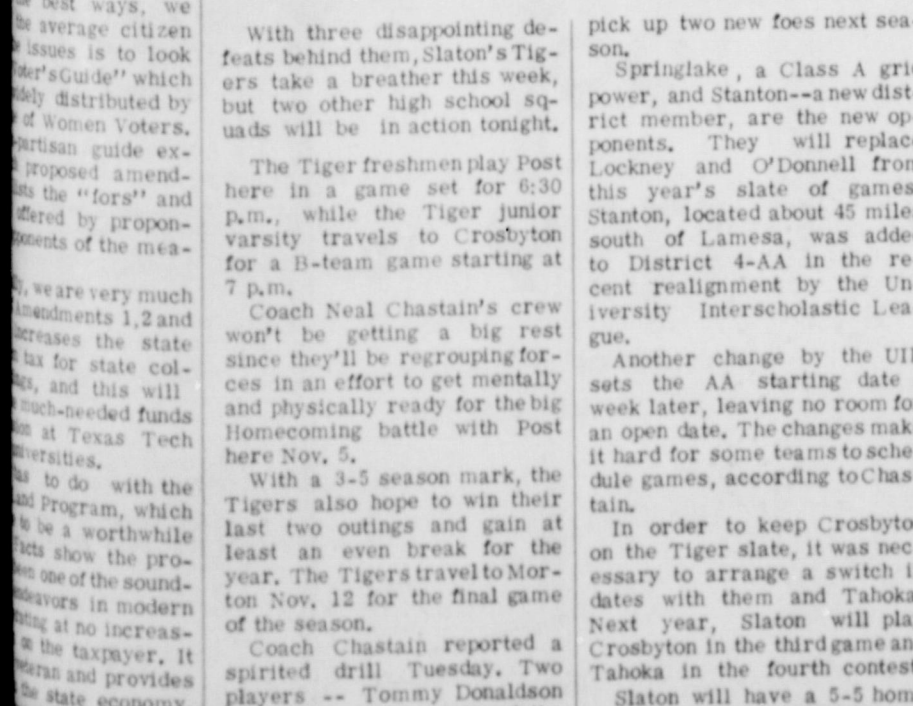 best ways, we
average citizen
issues is to look
Guide" which
distributed by
of Women Voters.
guide ex-
proposed amend-
the "fors" and
by propon-
of the mea-
we are very much
1,2 and
the state
tax for state col-
and this will
much-needed funds
at Texas Tech
to do with the
Program, which
be a worthwhile
show the pro-
one of the sound-
in modern
at no increas-
the taxpayer. It
and provides
the state economy
With three disappointing de-
feats behind them, Slaton's Tig-
ers take a breather this week,
but two other high school sq-
uads will be in action tonight.
The Tiger freshmen play Post
here in a game set for 6:30
p.m., while the Tiger junior
varsity travels to Crosbyton
for a B-team game starting at
7 p.m.
Coach Neal Chastain's crew
won't be getting a big rest
since they'll be regrouping for-
ces in an effort to get mentally
and physically ready for the big
Homecoming battle with Post
here Nov. 5.
With a 3-5 season mark, the
Tigers also hope to win their
last two outings and gain at
least an even break for the
year. The Tigers travel to Mor-
ton Nov. 12 for the final game
of the season.
Coach Chastain reported a
spirited drill Tuesday. Two
players -- Tommy Donaldson
pick up two new foes next sea
son.
Springlake, a Class A gri
power, and Stanton--a new dist
rict member, are the new op
ponents. They will replac
Lockney and O'Donnell from
this year's slate of games
Stanton, located about 45 mile
south of Lamesa, was adde
to District 4-AA in the re
cent realignment by the Un
iversity Interscholastic Lea
gue.
Another change by the UIL
sets the AA starting date
week later, leaving no room fo
an open date. The changes mak
it hard for some teams to sche
dule games, according to Chas
tain.
In order to keep Crosbyto
on the Tiger slate, it was nec
essary to arrange a switch i
dates with them and Tahoka
Next year, Slaton will pla
Crosbyton in the third game an
Tahoka in the fourth contest
Slaton will have a 5-5 hom